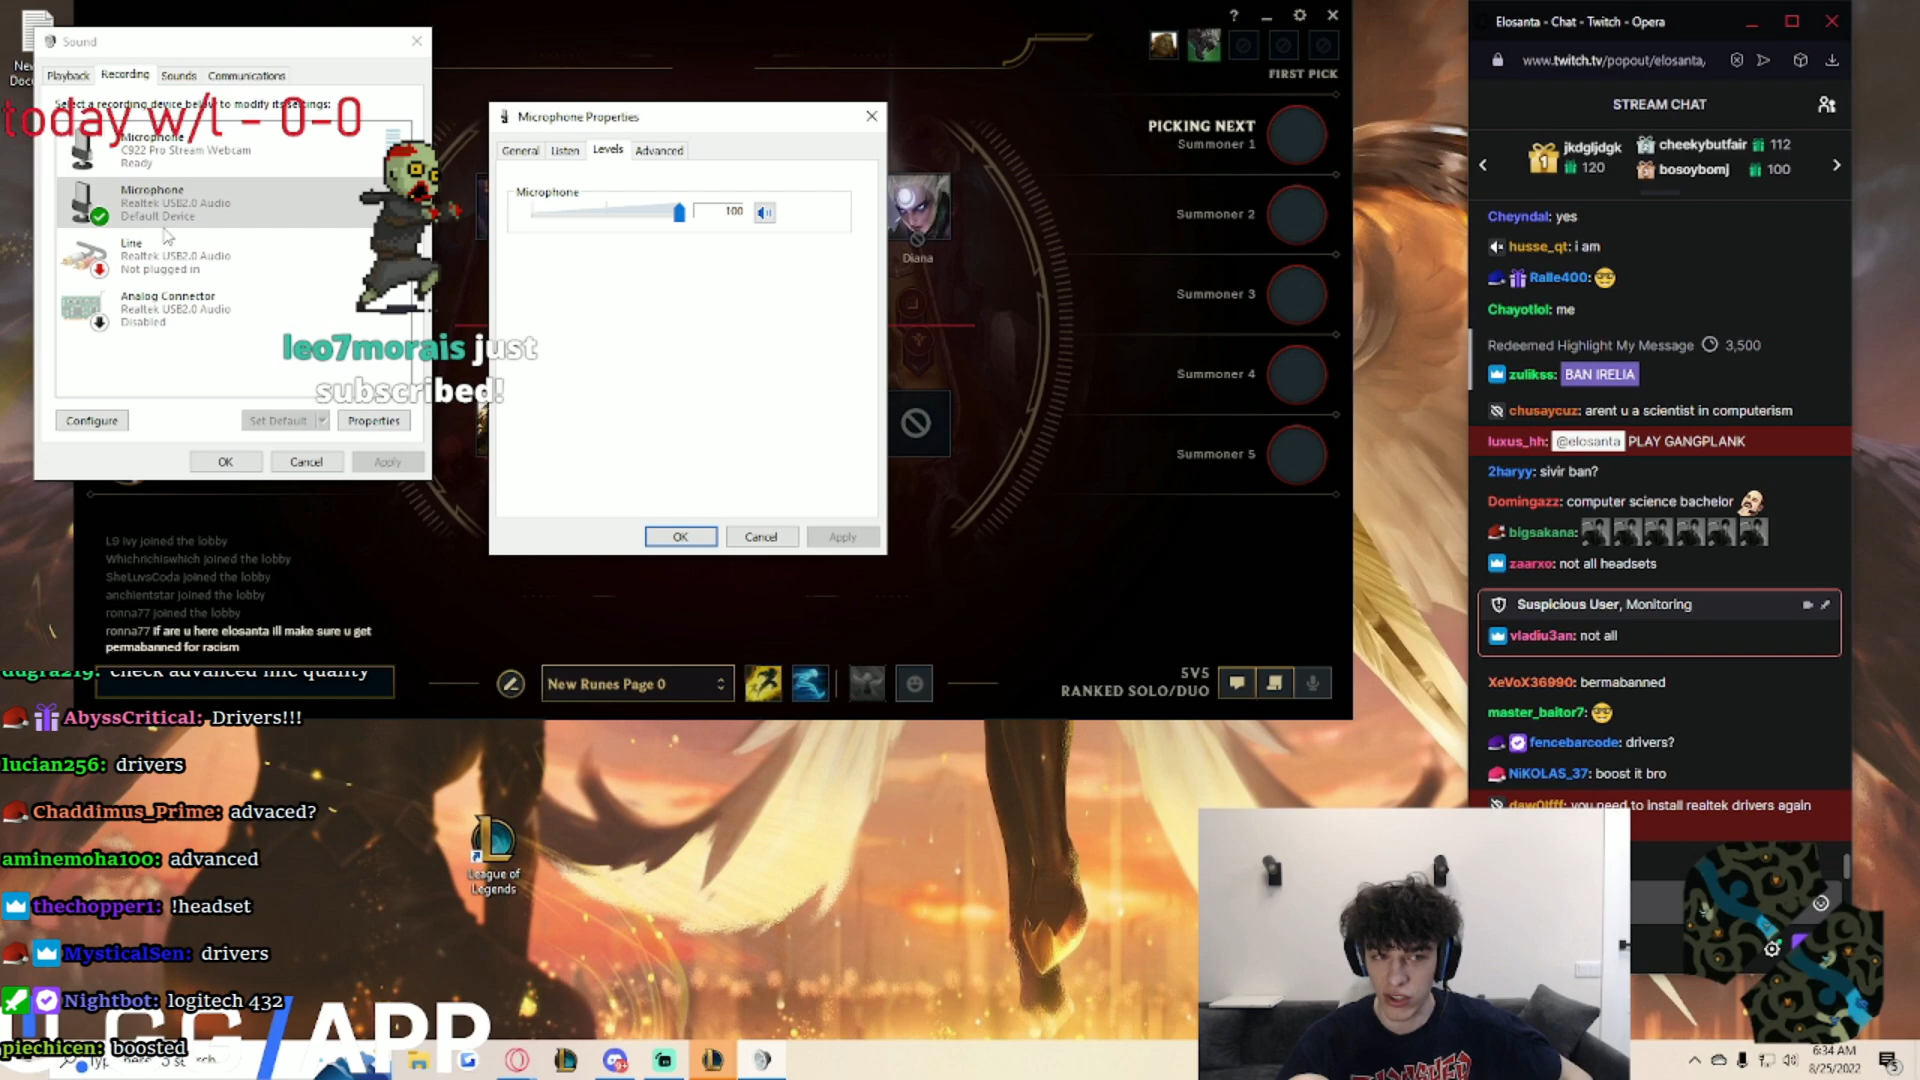 Sound
Playback
Recording
Sounds
Communications
Select a recording device below to modify its settings:
today w/l - 0-0
Microphone
C922 Pro Stream Webcam
Ready
Microphone
Realtek USB2.0 Audio
Default Device
Line
Realtek USB2.0 Audio
Not plugged in
Analog Connector
Realtek USB2.0 Audio
Disabled
leo7morais just
subscribed!
Configure
Set Default
Properties
OK
Cancel
Apply
Microphone Properties
General
Listen
Levels
Advanced
Microphone
100
OK
Cancel
Apply
Diana
?
FIRST PICK
PICKING NEXT
Summoner 1
Summoner 2
Summoner 3
Summoner 4
Summoner 5
L9 Ivy joined the lobby
Whichrichiswhich joined the lobby
SheLuvsCoda joined the lobby
anchientstar joined the lobby
ronna77 joined the lobby
ronna77 if are u here elosanta ill make sure u get
permabanned for racism
New Runes Page 0
5V5
RANKED SOLO/DUO
check advanced mic quality
AbyssCritical: Drivers!!!
lucian256: drivers
Chaddimus_Prime: advaced?
aminemoha100: advanced
thechopper1: !headset
MysticalSen: drivers
Nightbot: logitech 432
piechicen: boosted
/APP
League of
Legends
Elosanta - Chat - Twitch - Opera
www.twitch.tv/popout/elosanta/
STREAM CHAT
1
jkdgljdgk
120
cheekybutfair 112
bosoybomj 100
Cheyndal: yes
husse_qt: i am
Ralle400:
Chayotlol: me
Redeemed Highlight My Message 3,500
zulikss: BAN IRELIA
chusaycuz: arent u a scientist in computerism
luxus_hh: @elosanta PLAY GANGPLANK
2haryy: sivir ban?
Domingazz: computer science bachelor
bigsakana:
zaarxo: not all headsets
Suspicious User, Monitoring
vladiu3an: not all
XeVoX36990: bermabanned
master_baitor7:
fencebarcode: drivers?
NiKOLAS_37: boost it bro
daw0lfff: you need to install realtek drivers again
6:34 AM
8/25/2022
5